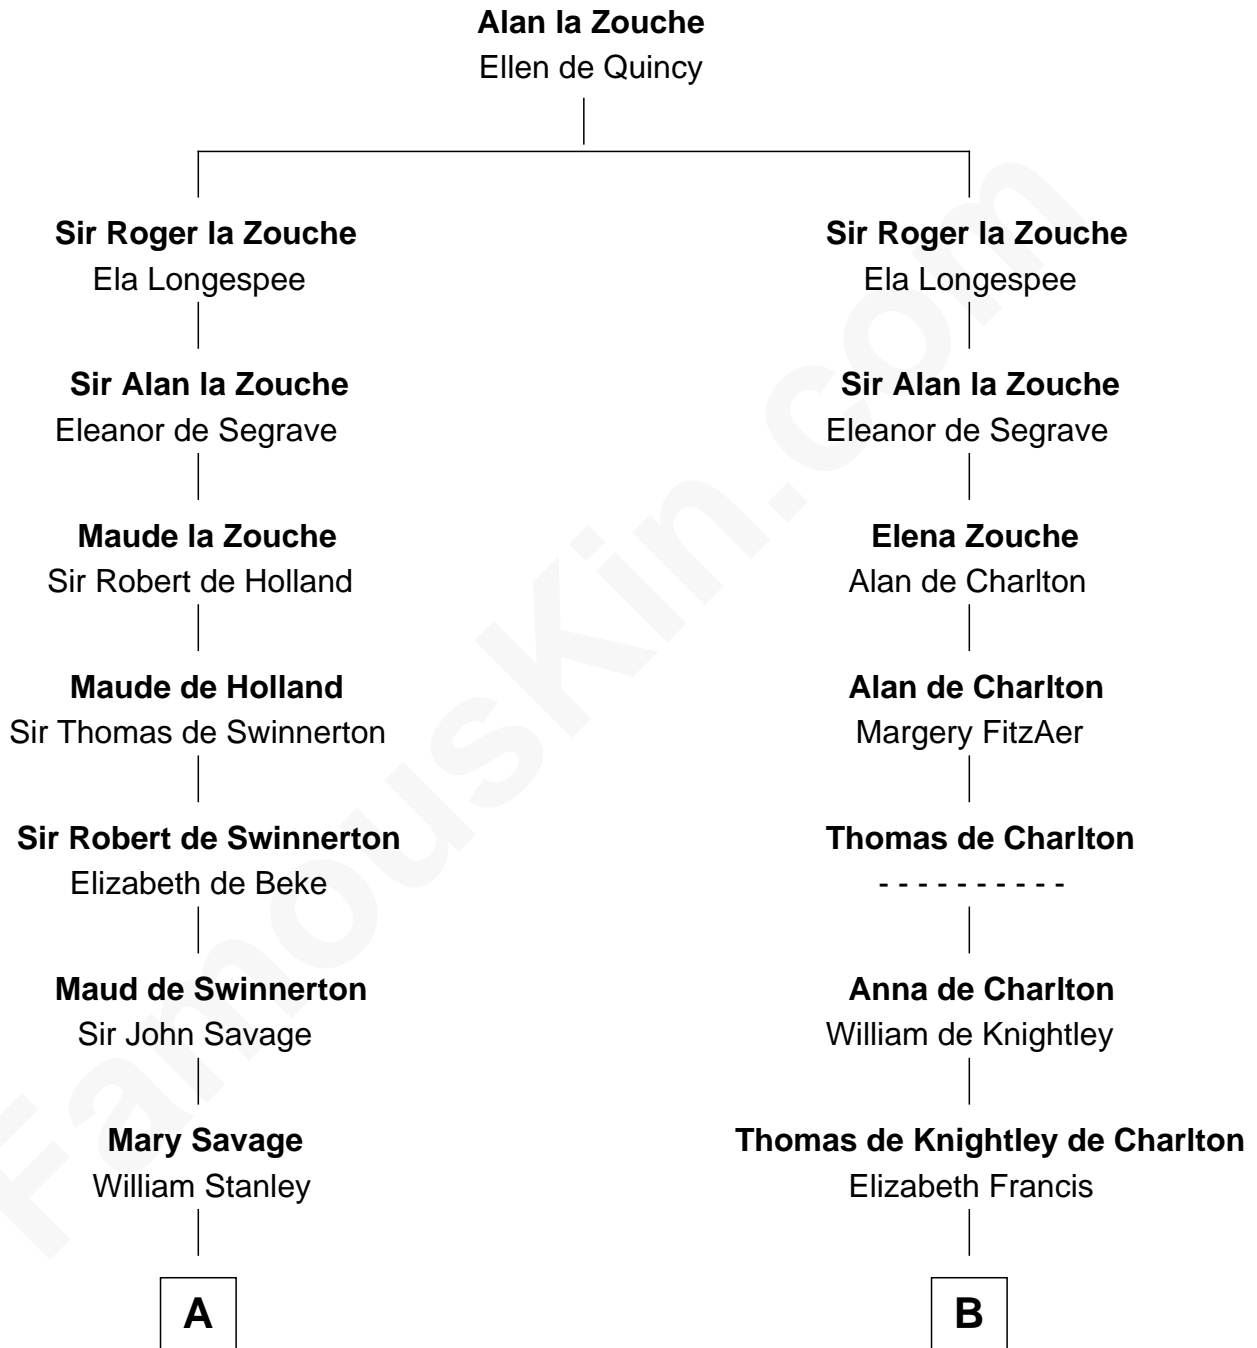 Alan la Zouche
Ellen de Quincy
Sir Roger la Zouche
Ela Longespee
Sir Alan la Zouche
Eleanor de Segrave
Maude la Zouche
Sir Robert de Holland
Maude de Holland
Sir Thomas de Swinnerton
Sir Robert de Swinnerton
Elizabeth de Beke
Maud de Swinnerton
Sir John Savage
Mary Savage
William Stanley
A
Sir Roger la Zouche
Ela Longespee
Sir Alan la Zouche
Eleanor de Segrave
Elena Zouche
Alan de Charlton
Alan de Charlton
Margery FitzAer
Thomas de Charlton
- - - - - - - - - -
Anna de Charlton
William de Knightley
Thomas de Knightley de Charlton
Elizabeth Francis
B
FamousKin.com